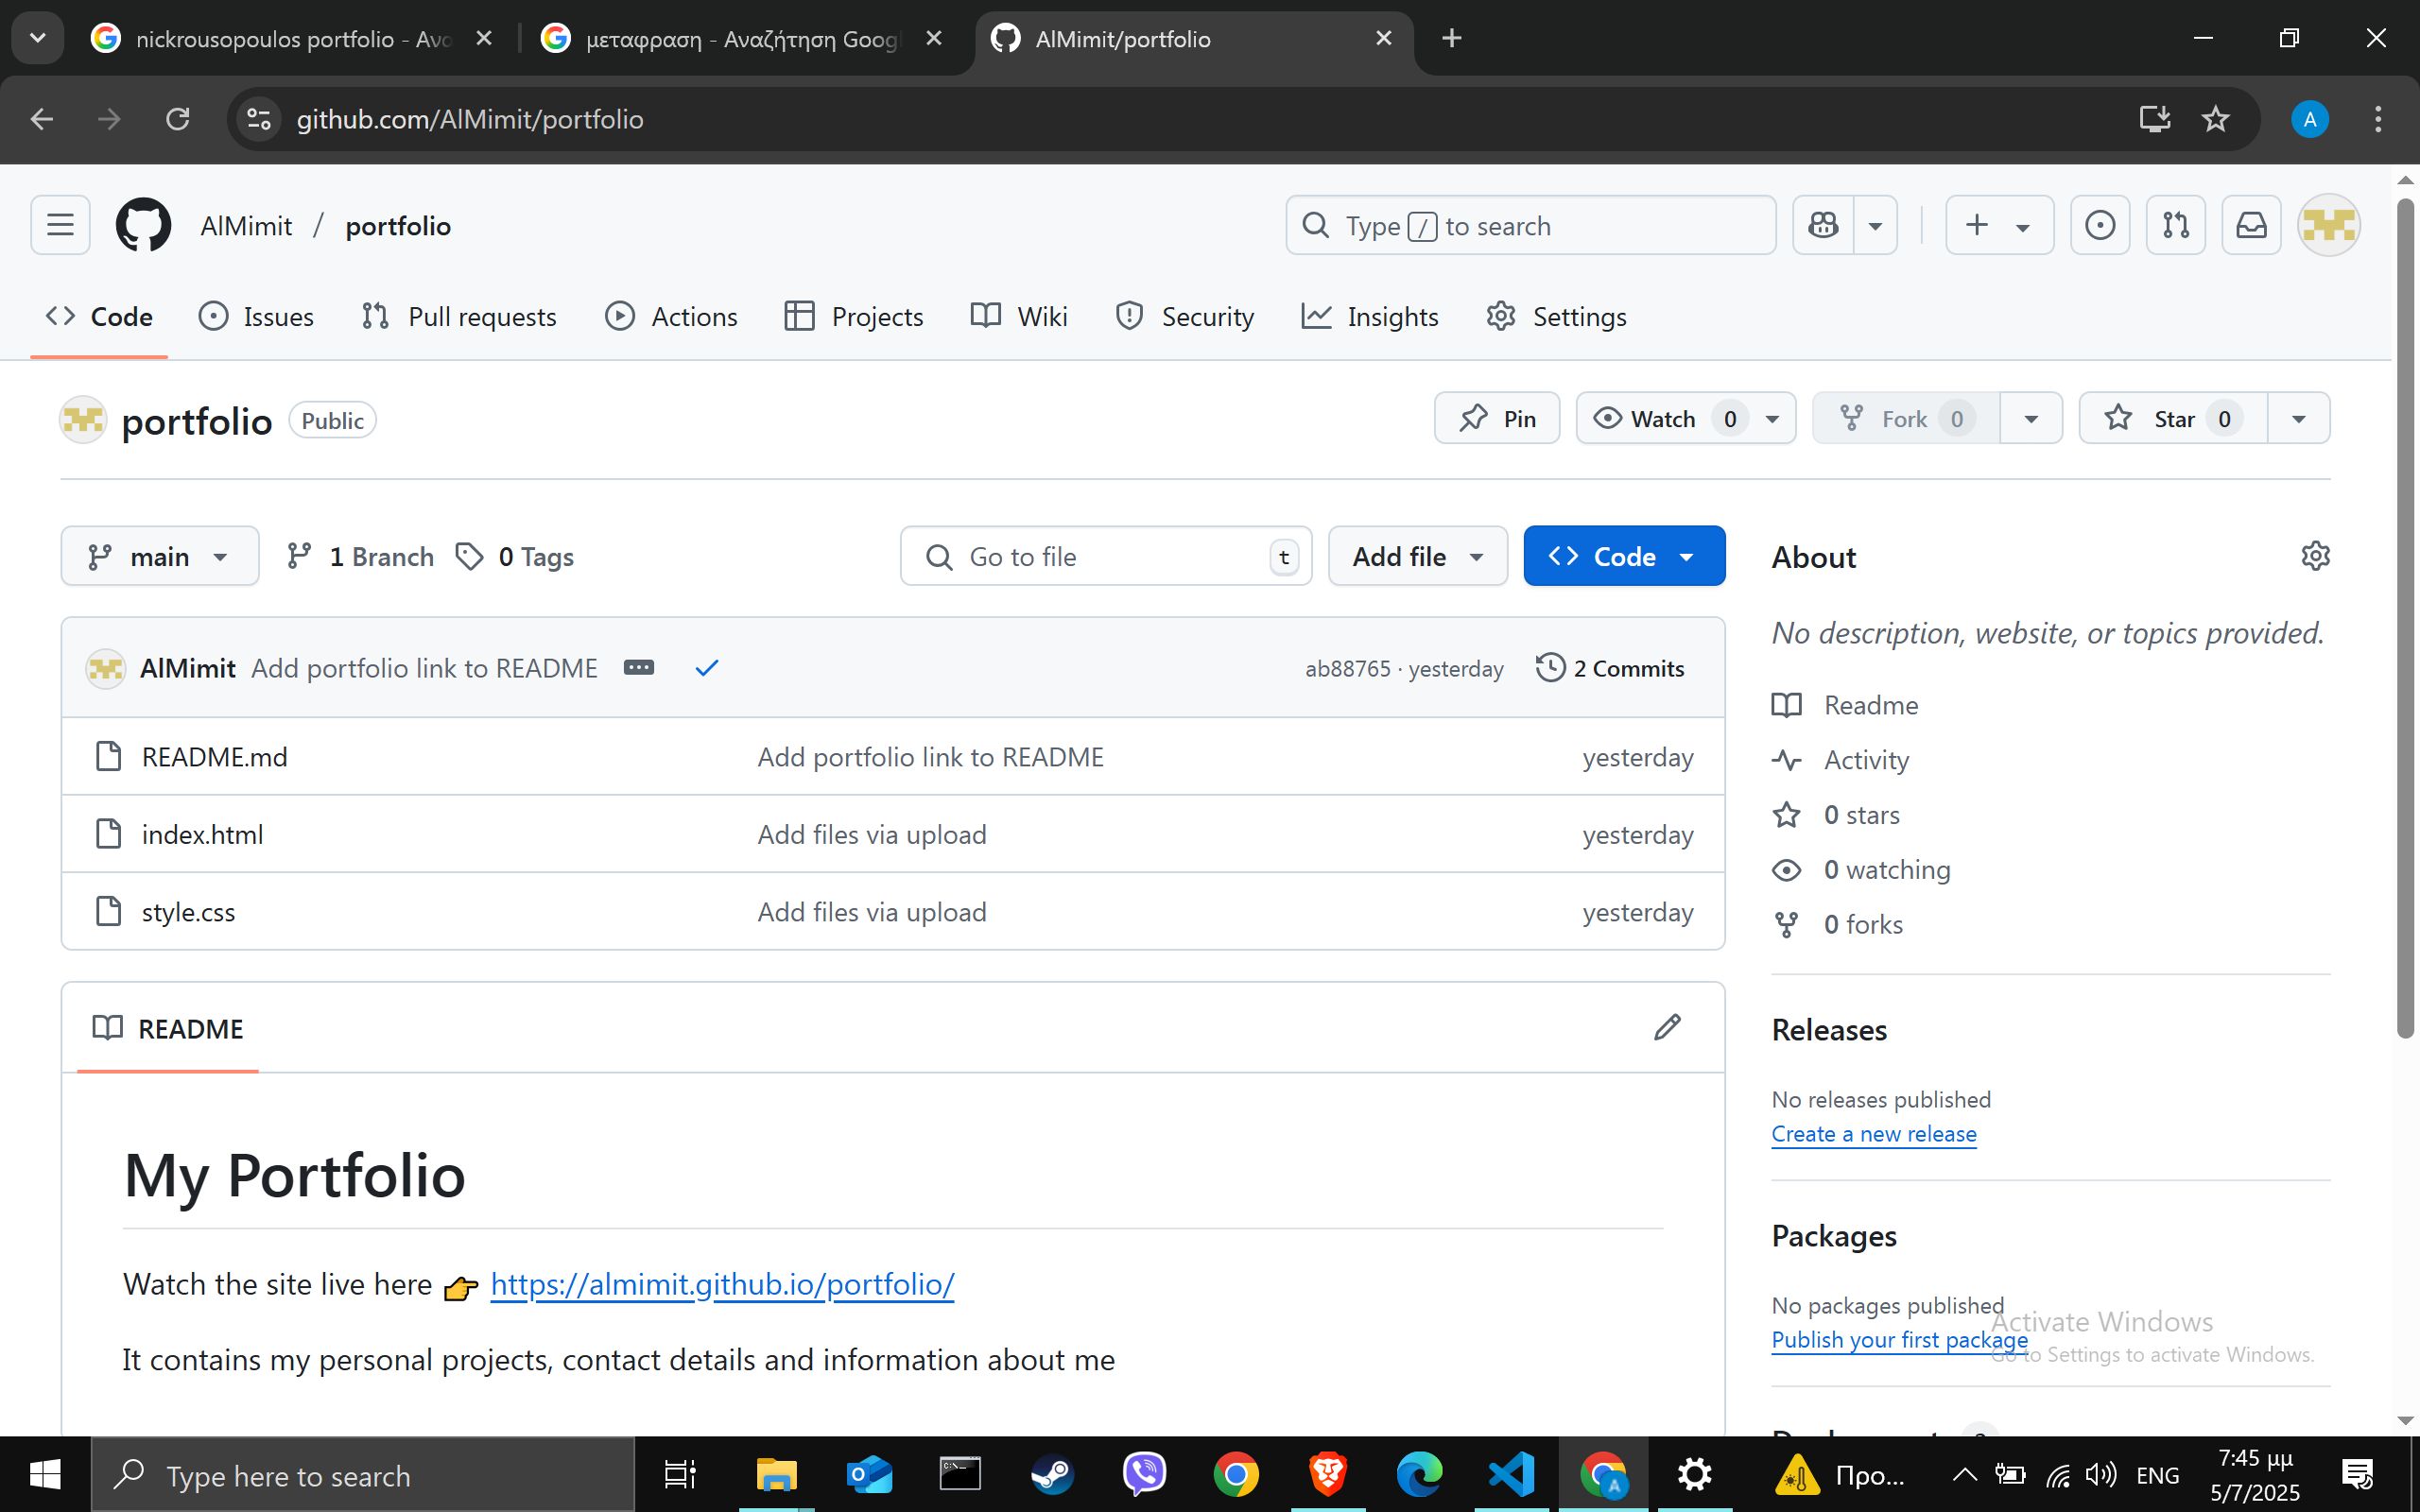 nickrousopoulos portfolio - Ανα
μεταφραση - Αναζήτηση Googl
AlMimit/portfolio
github.com/AlMimit/portfolio
A
AlMimit / portfolio
Type / to search
Code
Issues
Pull requests
Actions
Projects
Wiki
Security
Insights
Settings
portfolio
Public
Pin
Watch 0
Fork 0
Star 0
main
1 Branch
0 Tags
Go to file
t
Add file
Code
AlMimit Add portfolio link to README
ab88765 · yesterday
2 Commits
README.md Add portfolio link to README yesterday
index.html Add files via upload yesterday
style.css Add files via upload yesterday
README
My Portfolio
Watch the site live here 👉 https://almimit.github.io/portfolio/
It contains my personal projects, contact details and information about me
About
No description, website, or topics provided.
Readme
Activity
0 stars
0 watching
0 forks
Releases
No releases published
Create a new release
Packages
No packages published
Publish your first package
Activate Windows
Go to Settings to activate Windows.
Type here to search
Προ...
ENG
7:45 μμ
5/7/2025